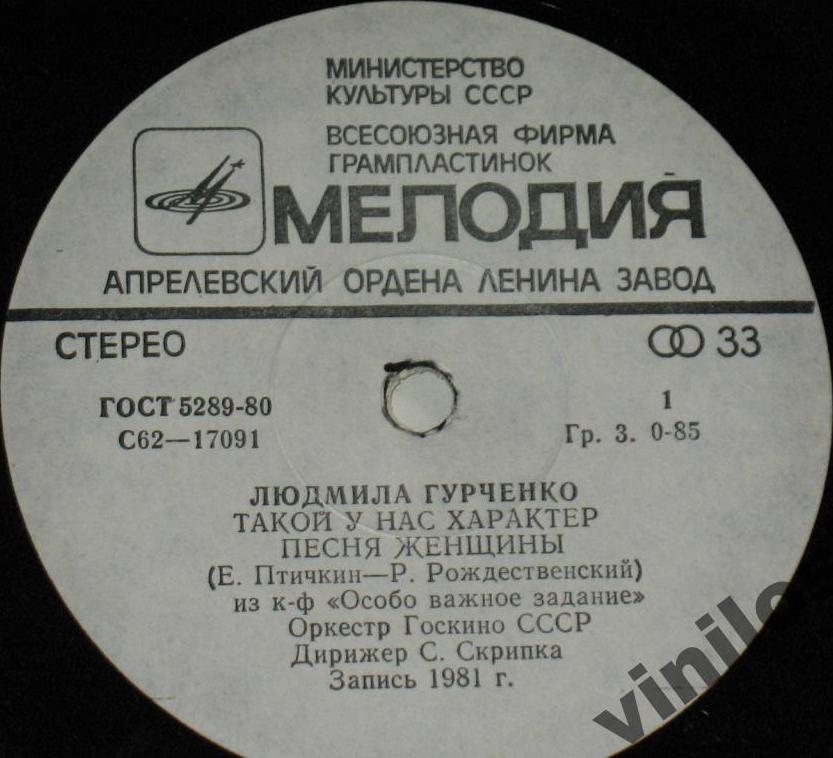 МИНИСТЕРСТВО
КУЛЬТУРЫ СССР
ВСЕСОЮЗНАЯ ФИРМА
ГРАМПЛАСТИНОК
МЕЛОДИЯ
АПРЕЛЕВСКИЙ ОРДЕНА ЛЕНИНА ЗАВОД
СТЕРЕО
33
ГОСТ 5289-80
С62—17091
1
Гр. 3. 0-85
ЛЮДМИЛА ГУРЧЕНКО
ТАКОЙ У НАС ХАРАКТЕР
ПЕСНЯ ЖЕНЩИНЫ
(Е. Птичкин—Р. Рождественский)
из к-ф «Особо важное задание»
Оркестр Госкино СССР
Дирижер С. Скрипка
Запись 1981 г.